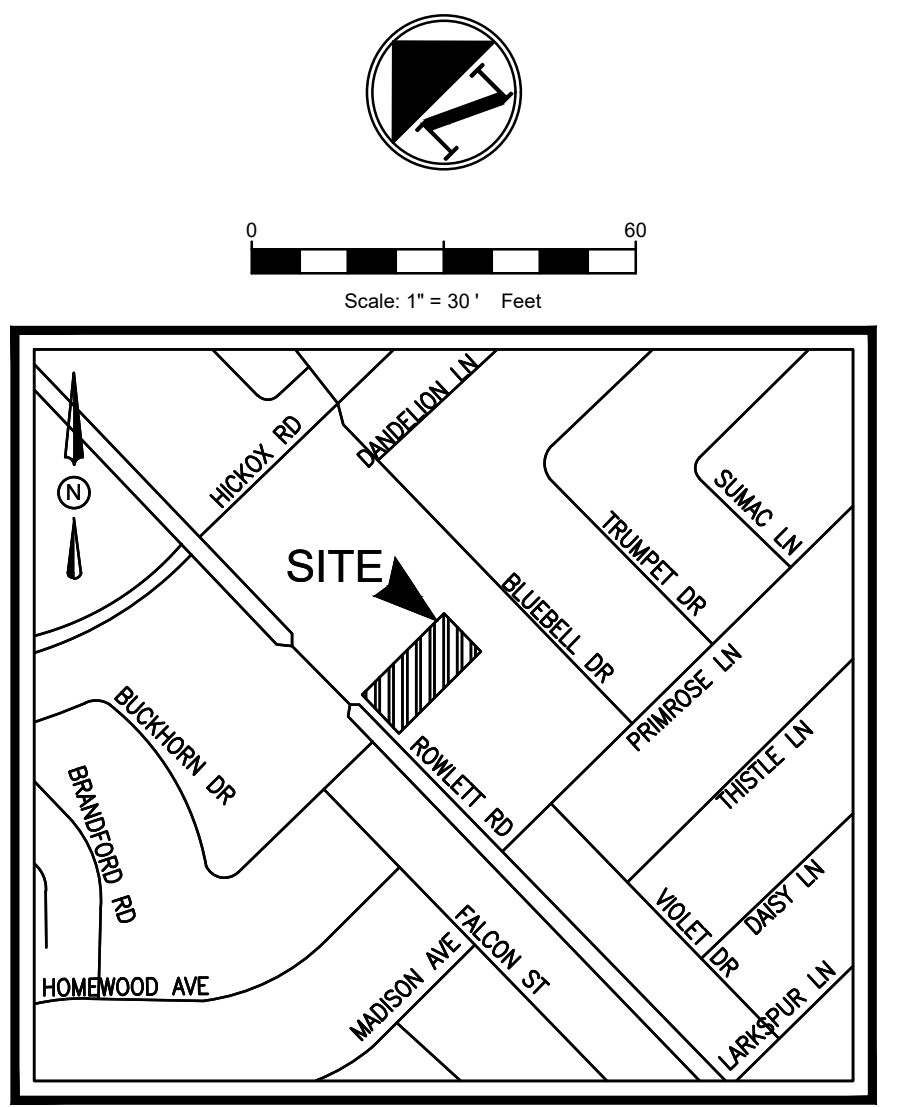 N
0 60
Scale: 1" = 30 ' Feet
DANDELION LN
HICKOX RD
N
SUMAC LN
TRUMPET DR
SITE
BLUEBELL DR
PRIMROSE LN
BUCKHORN DR
ROWLETT RD
THISTLE LN
BRANDFORD RD
VIOLET DR
DAISY LN
FALCON ST
MADISON AVE
HOMEWOOD AVE
LARKSPUR LN